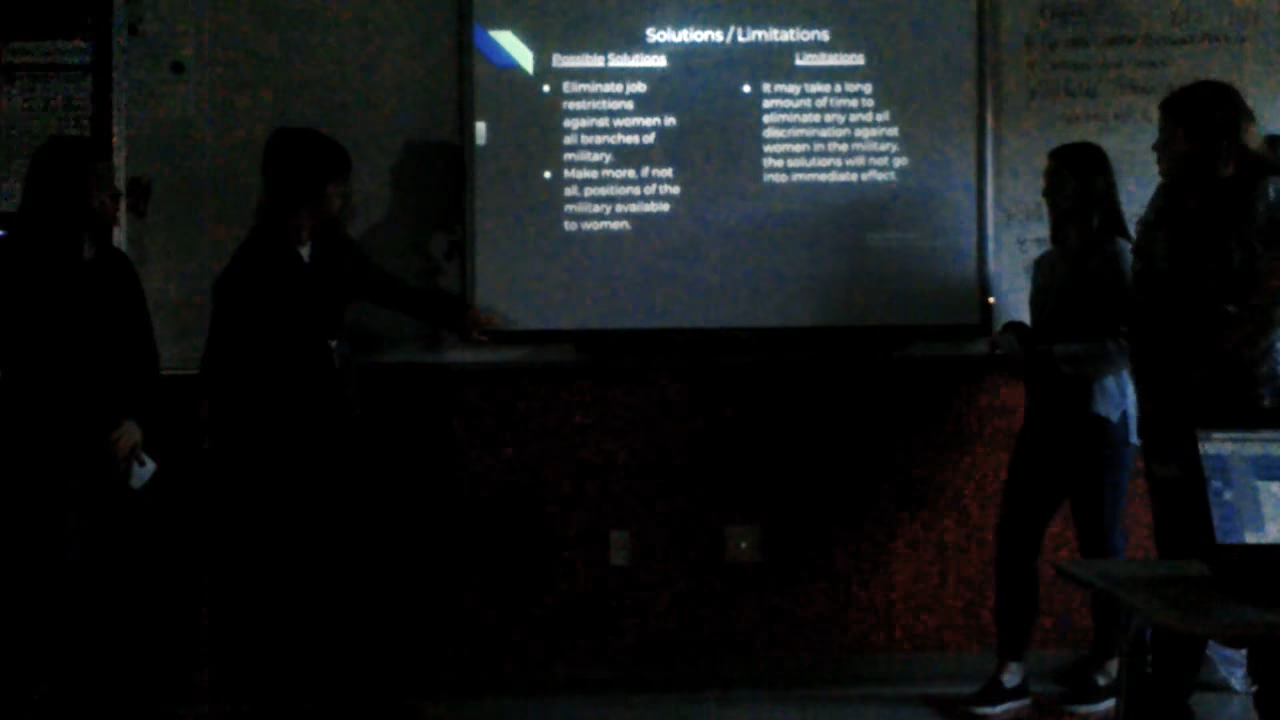 Solutions / Limitations
Possible Solutions
Eliminate job
restrictions
against women in
all branches of
military.
Make more, if not
all, positions of the
military available
to women.
Limitations
It may take a long
amount of time to
eliminate any and all
discrimination against
women in the military,
the solutions will not go
into immediate effect.